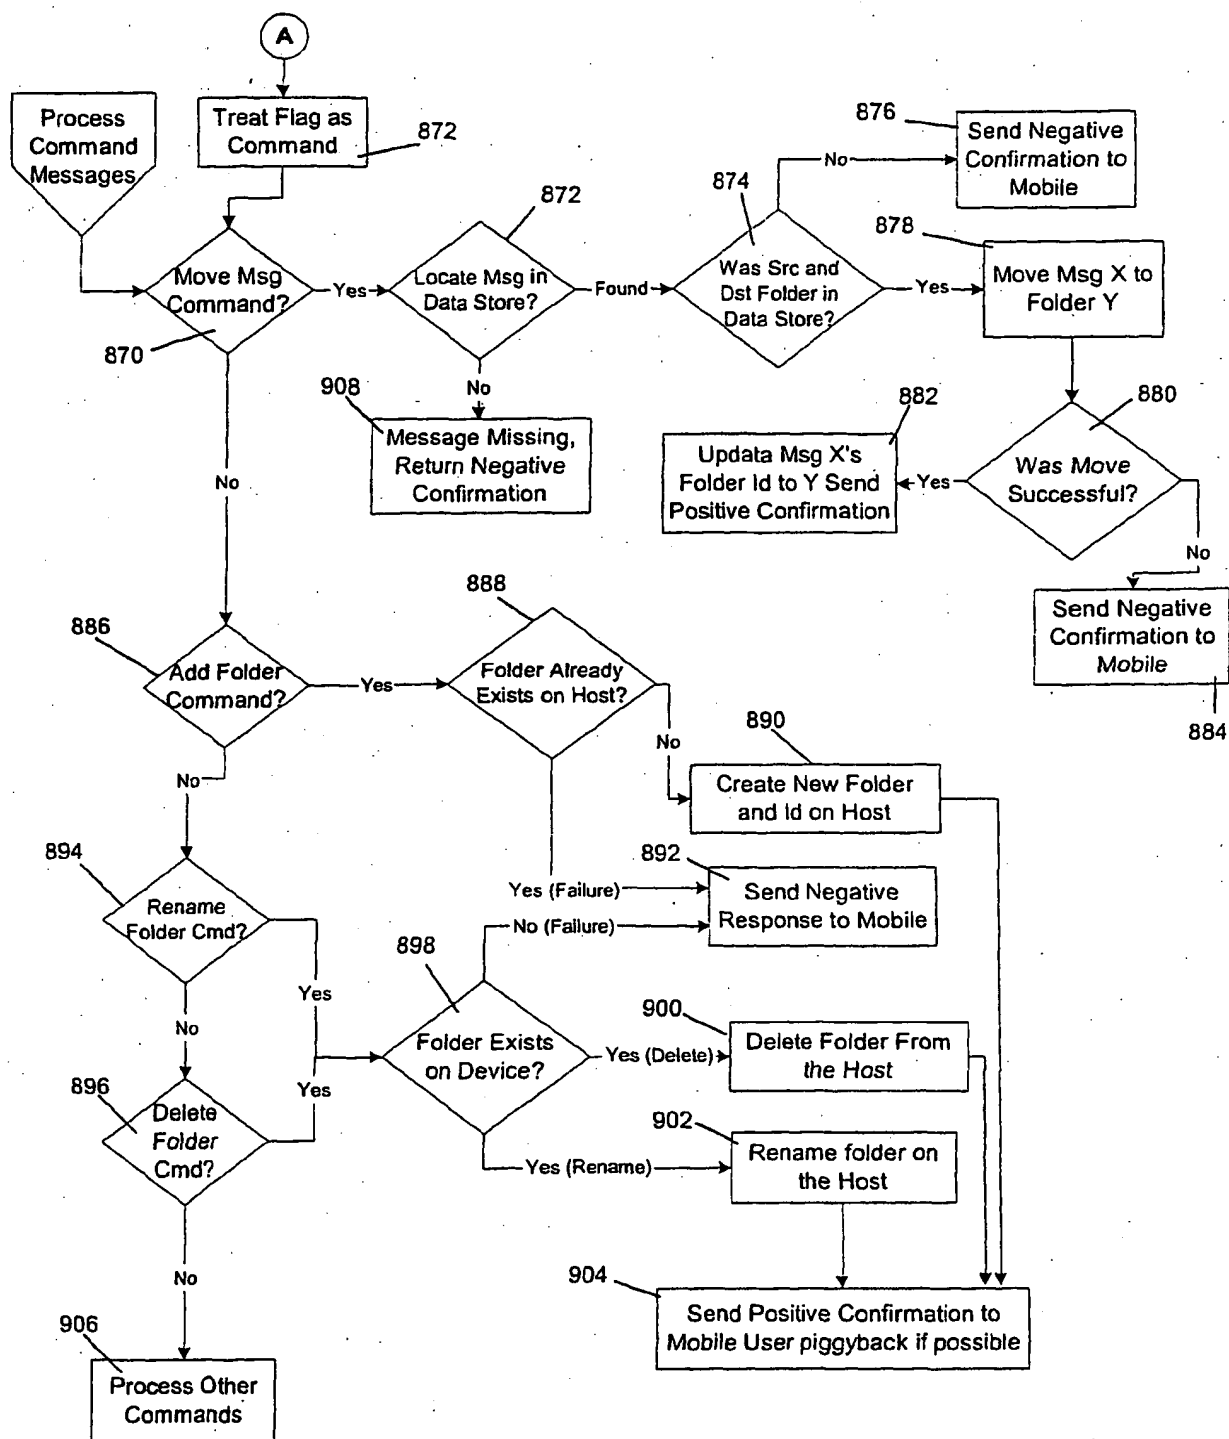 A
Process
Command
Messages
Treat Flag as
Command
872
876
Send Negative
Confirmation to
Mobile
No
874
872
878
Move Msg
Command?
870
Yes
Locate Msg in
Data Store?
Found
Was Src and
Dst Folder in
Data Store?
Yes
Move Msg X to
Folder Y
No
908
Message Missing,
Return Negative
Confirmation
882
Updata Msg X's
Folder Id to Y Send
Positive Confirmation
Yes
880
Was Move
Successful?
No
Send Negative
Confirmation to
Mobile
884
No
886
Add Folder
Command?
Yes
888
Folder Already
Exists on Host?
No
890
Create New Folder
and Id on Host
No
892
Yes (Failure)
No (Failure)
Send Negative
Response to Mobile
894
Rename
Folder Cmd?
Yes
No
898
Folder Exists
on Device?
Yes (Delete)
900
Delete Folder From
the Host
896
Delete
Folder
Cmd?
Yes
Yes (Rename)
902
Rename folder on
the Host
No
904
Send Positive Confirmation to
Mobile User piggyback if possible
906
Process Other
Commands